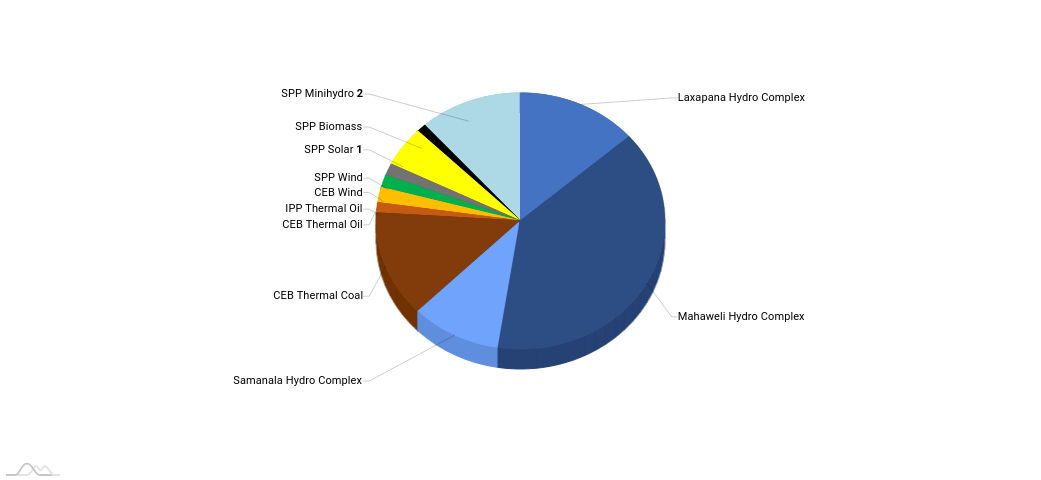 SPP Minihydro 2
Laxapana Hydro Complex
SPP Biomass
SPP Solar 1
SPP Wind
CEB Wind
IPP Thermal Oil
CEB Thermal Oil
CEB Thermal Coal
Mahaweli Hydro Complex
Samanala Hydro Complex